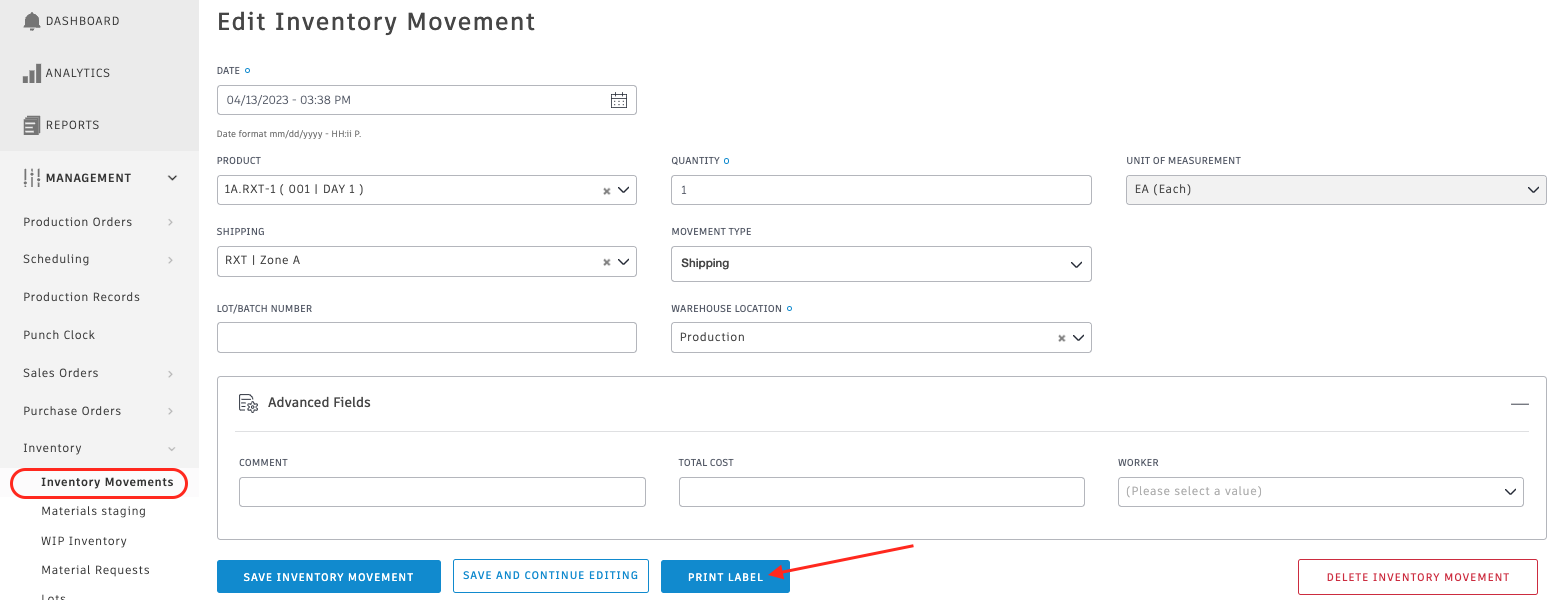 DASHBOARD
ANALYTICS
REPORTS
MANAGEMENT
Production Orders
Scheduling
Production Records
Punch Clock
Sales Orders
Purchase Orders
Inventory
Inventory Movements
Materials staging
WIP Inventory
Material Requests
Lots
Edit Inventory Movement
DATE
04/13/2023 - 03:38 PM
Date format mm/dd/yyyy - HH:ii P.
PRODUCT
1A.RXT-1 ( 001 | DAY 1 )
QUANTITY
1
UNIT OF MEASUREMENT
EA (Each)
SHIPPING
RXT | Zone A
MOVEMENT TYPE
Shipping
LOT/BATCH NUMBER
WAREHOUSE LOCATION
Production
Advanced Fields
COMMENT
TOTAL COST
WORKER
(Please select a value)
SAVE INVENTORY MOVEMENT
SAVE AND CONTINUE EDITING
PRINT LABEL
DELETE INVENTORY MOVEMENT